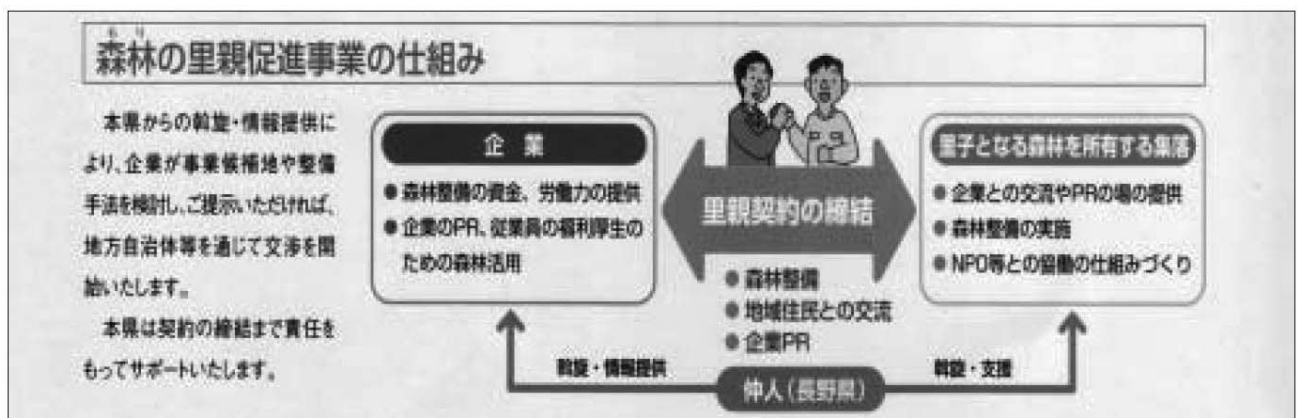 もり
森林の里親促進事業の仕組み
本県からの斡旋・情報提供に
より、企業が事業候補地や整備
手法を検討し、ご提示いただければ、
地方自治体等を通じて交渉を開
始いたします。
本県は契約の締結まで責任を
もってサポートいたします。
企業
●森林整備の資金、労働力の提供
●企業のPR、従業員の福利厚生の
ための森林活用
里親契約の締結
●森林整備
●地域住民との交流
●企業PR
里子となる森林を所有する集落
●企業との交流やPRの場の提供
●森林整備の実施
●NPO等との協働の仕組みづくり
斡旋・情報提供
仲人(長野県)
斡旋・支援